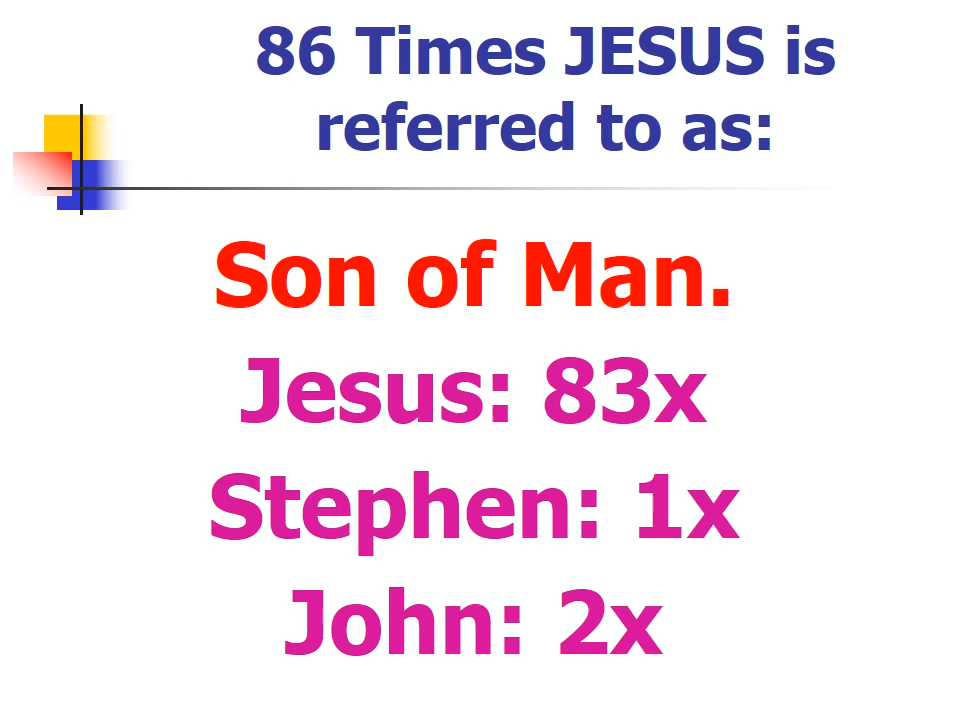 86 Times JESUS is
referred to as:
Son of Man.
Jesus: 83x
Stephen: 1x
John: 2x